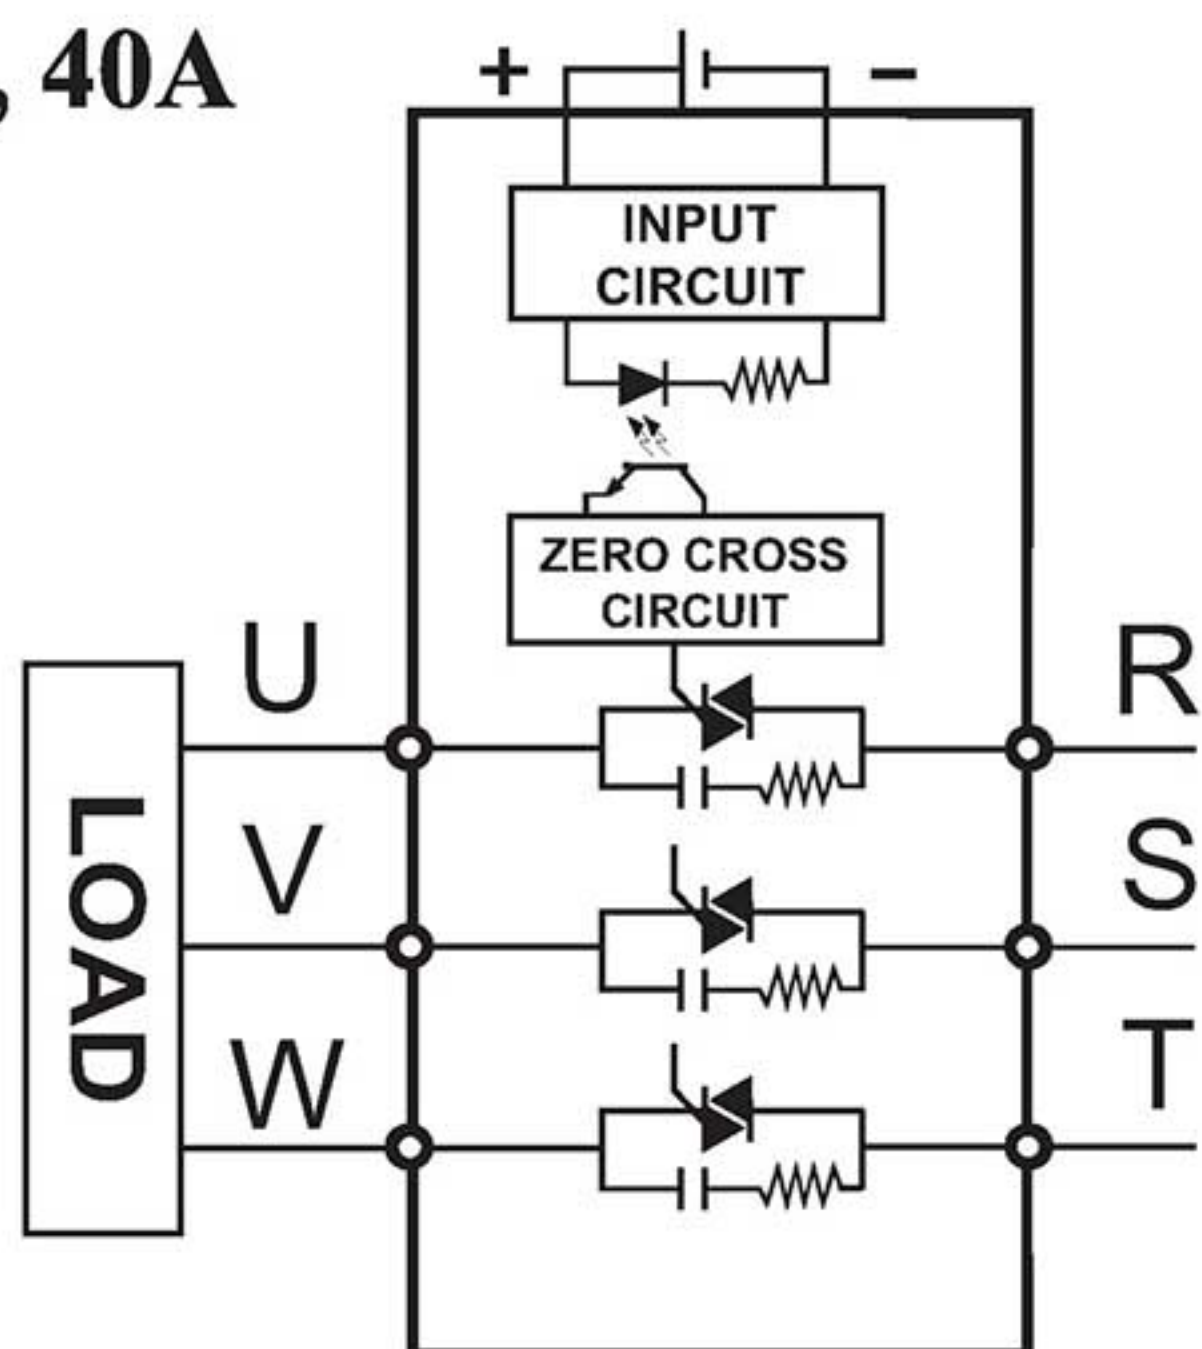 , 40A
+ −
INPUT
CIRCUIT
ZERO CROSS
CIRCUIT
U
R
V
S
W
T
LOAD